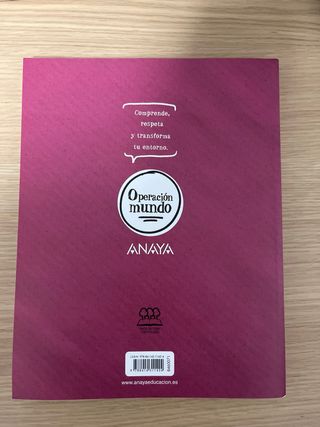 Comprende,
respeta
y transforma
tu entorno.
Operación
mundo
ANAYA
www.anayaeducacion.es